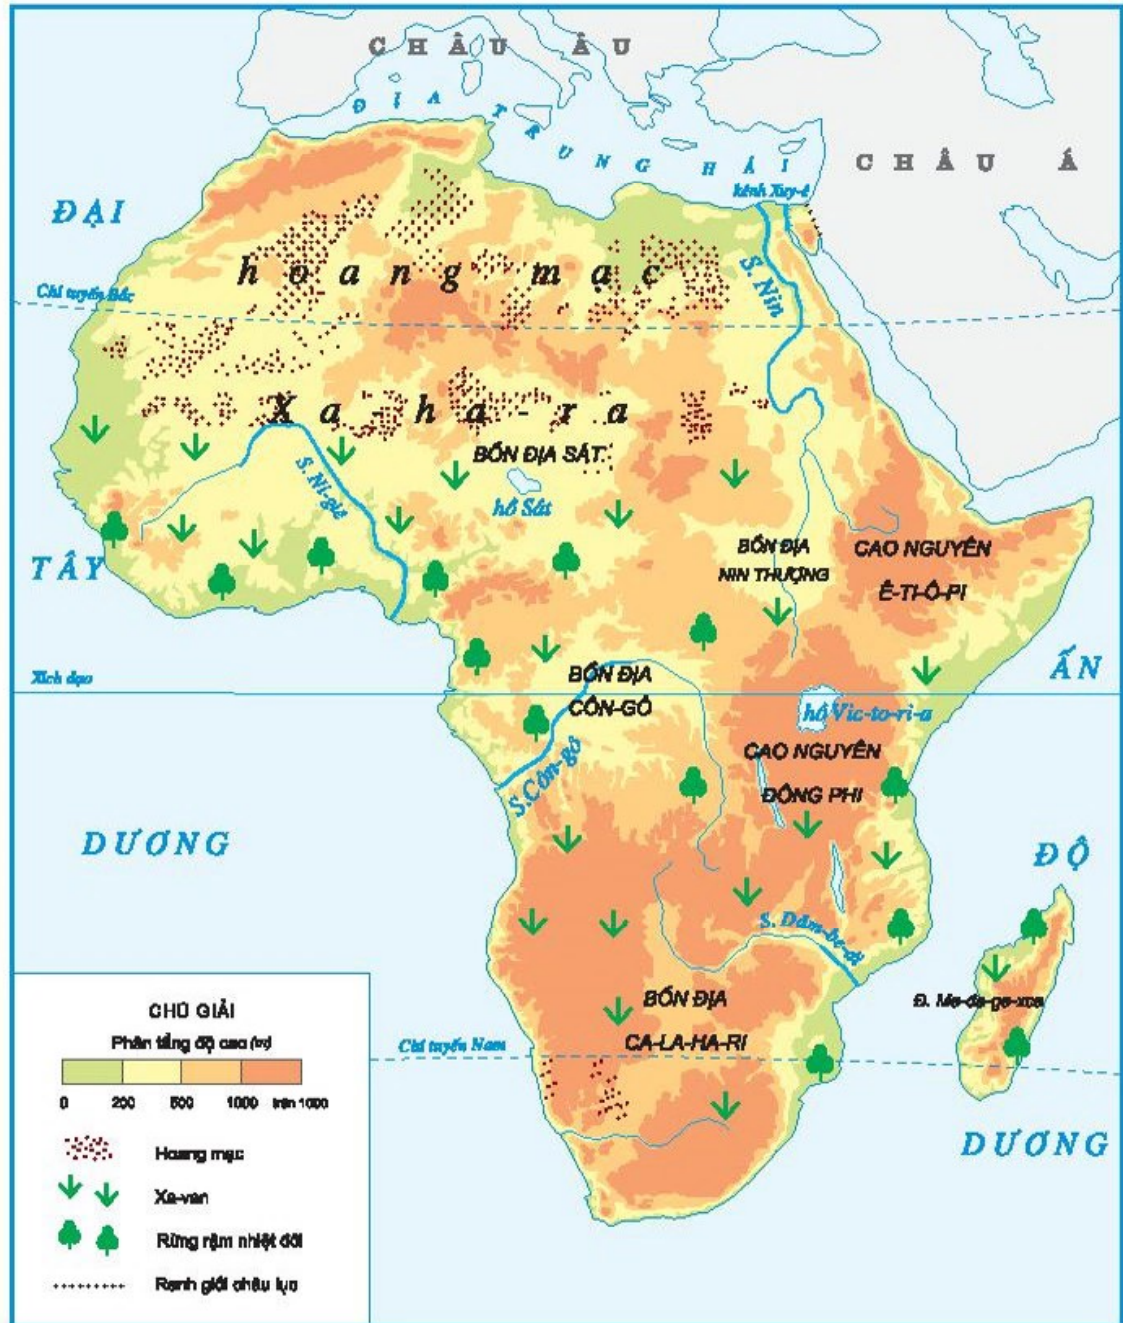 CHÂU ÂU
ĐỊA TRUNG HẢI
CHÂU Á
kênh Xuy-ê
ĐẠI
hoang mạc
S. Nin
Chí tuyến Bắc
Xa-ha-ra
BỒN ĐỊA SÁT
S. Ni-giê
hồ Sát
TÂY
BỒN ĐỊA
NIN THƯỢNG
CAO NGUYÊN
Ê-TI-Ô-PI
Xích đạo
BỒN ĐỊA
CÔN-GÔ
ẤN
hồ Vic-to-ri-a
CAO NGUYÊN
ĐÔNG PHI
S.Côn-gô
DƯƠNG
ĐỘ
S. Dăm-be-di
BỒN ĐỊA
CA-LA-HA-RI
Đ. Ma-đa-ga-xca
Chí tuyến Nam
DƯƠNG
CHÚ GIẢI
Phân tầng độ cao (m)
0 200 500 1000 trên 1000
Hoang mạc
Xa-van
Rừng rậm nhiệt đới
Ranh giới châu lục